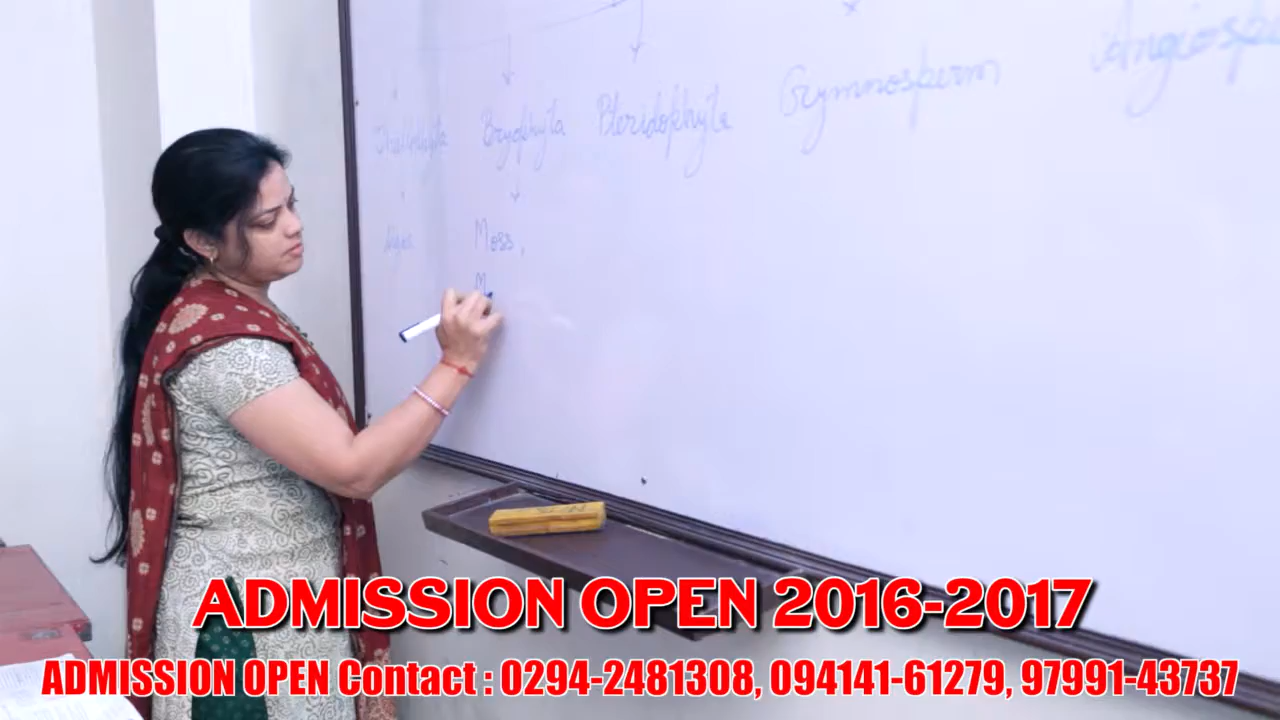 Thallophyta Bryophyta Pteridophyta Gymnosperm Angiospe
Algae Moss,
M
ADMISSION OPEN 2016-2017
ADMISSION OPEN Contact : 0294-2481308, 094141-61279, 97991-43737